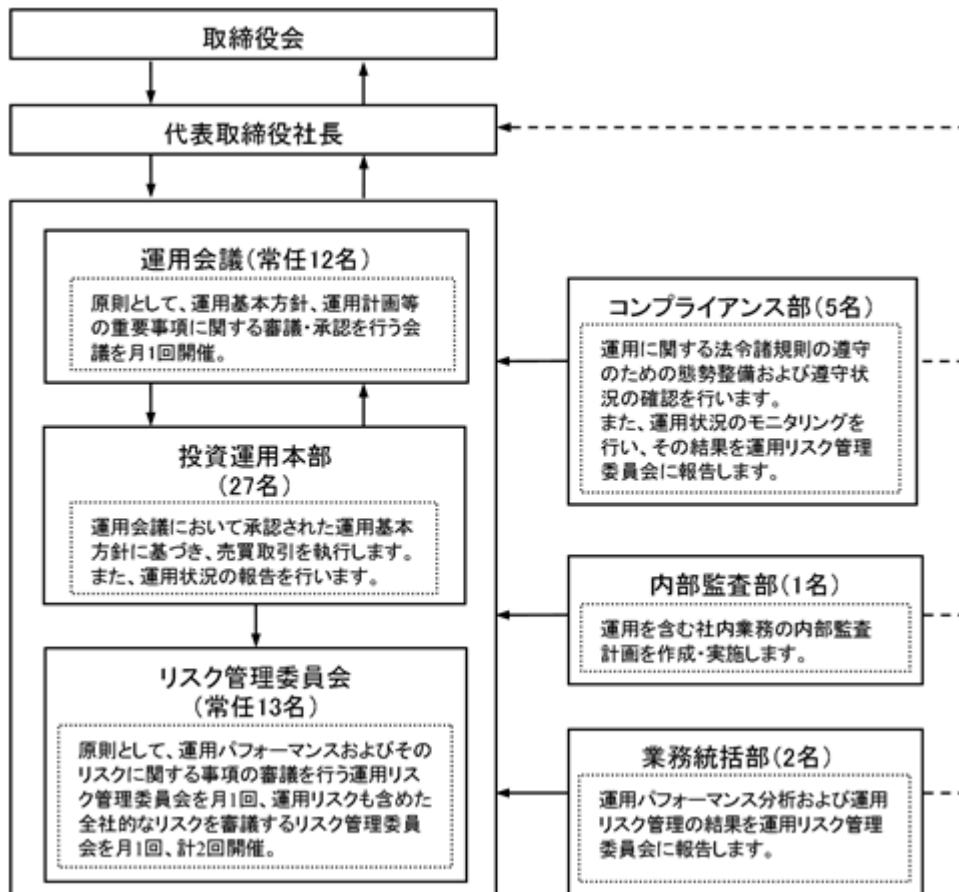 取締役会
代表取締役社長
運用会議(常任12名)
原則として、運用基本方針、運用計画等
の重要事項に関する審議・承認を行う会
議を月1回開催。
投資運用本部
(27名)
運用会議において承認された運用基本
方針に基づき、売買取引を執行します。
また、運用状況の報告を行います。
リスク管理委員会
(常任13名)
原則として、運用パフォーマンスおよびその
リスクに関する事項の審議を行う運用リス
ク管理委員会を月1回、運用リスクも含めた
全社的なリスクを審議するリスク管理委員
会を月1回、計2回開催。
コンプライアンス部(5名)
運用に関する法令諸規則の遵守
のための態勢整備および遵守状
況の確認を行います。
また、運用状況のモニタリングを
行い、その結果を運用リスク管理
委員会に報告します。
内部監査部(1名)
運用を含む社内業務の内部監査
計画を作成・実施します。
業務統括部(2名)
運用パフォーマンス分析および運用
リスク管理の結果を運用リスク管理
委員会に報告します。